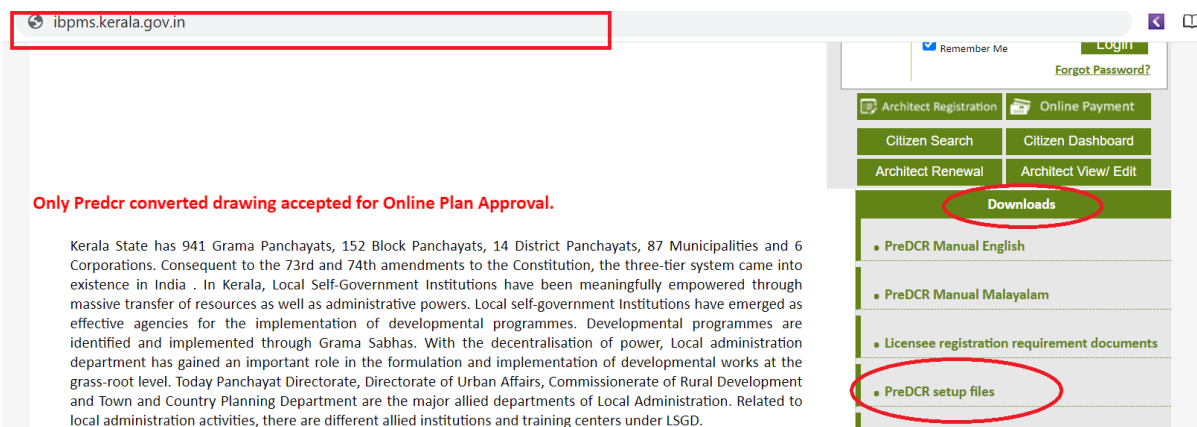 ibpms.kerala.gov.in
Remember Me
Login
Forgot Password?
Architect Registration
Online Payment
Citizen Search
Citizen Dashboard
Architect Renewal
Architect View/ Edit
Only Predcr converted drawing accepted for Online Plan Approval.
Kerala State has 941 Grama Panchayats, 152 Block Panchayats, 14 District Panchayats, 87 Municipalities and 6
Corporations. Consequent to the 73rd and 74th amendments to the Constitution, the three-tier system came into
existence in India . In Kerala, Local Self-Government Institutions have been meaningfully empowered through
massive transfer of resources as well as administrative powers. Local self-government Institutions have emerged as
effective agencies for the implementation of developmental programmes. Developmental programmes are
identified and implemented through Grama Sabhas. With the decentralisation of power, Local administration
department has gained an important role in the formulation and implementation of developmental works at the
grass-root level. Today Panchayat Directorate, Directorate of Urban Affairs, Commissionerate of Rural Development
and Town and Country Planning Department are the major allied departments of Local Administration. Related to
local administration activities, there are different allied institutions and training centers under LSGD.
Downloads
PreDCR Manual English
PreDCR Manual Malayalam
Licensee registration requirement documents
PreDCR setup files